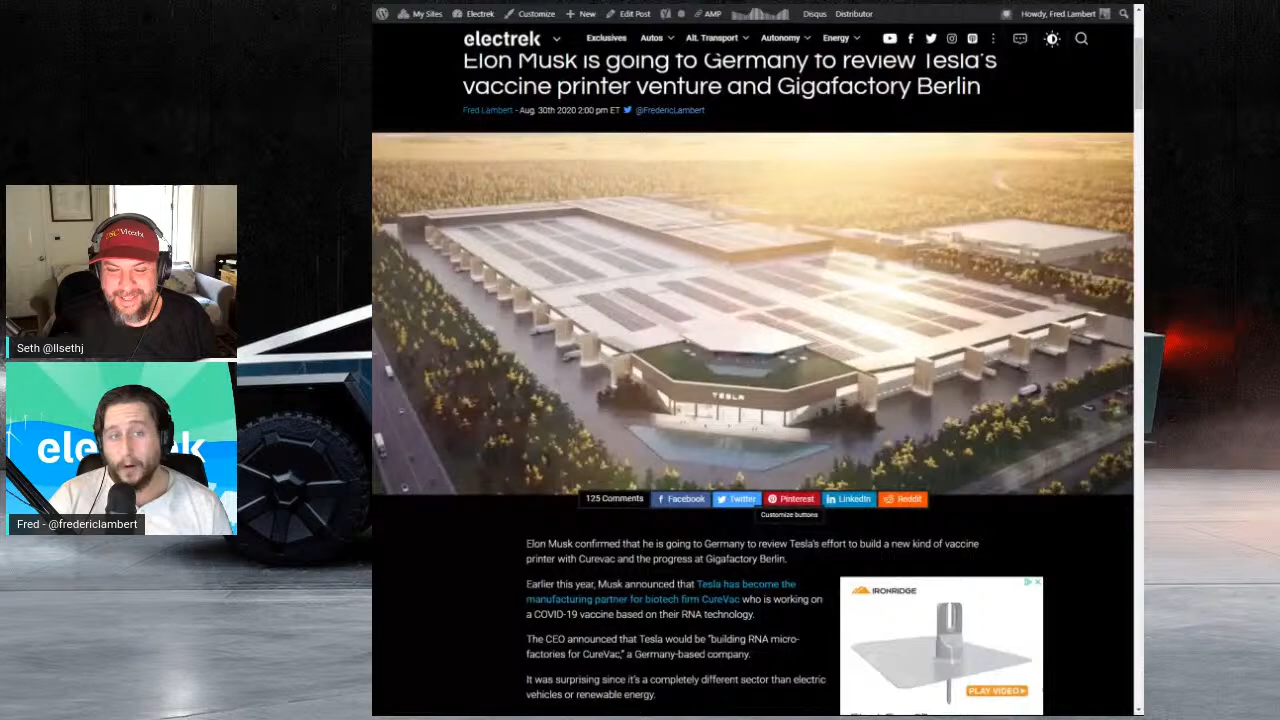 My Sites
Electrek
Customize
New
Edit Post
AMP
Disqus
Distributor
Howdy, Fred Lambert
electrek
Exclusives
Autos
Alt. Transport
Autonomy
Energy
Elon Musk is going to Germany to review Tesla's
vaccine printer venture and Gigafactory Berlin
Fred Lambert - Aug. 30th 2020 2:00 pm ET @FredericLambert
TESLA
125 Comments
Facebook
Twitter
Pinterest
LinkedIn
Reddit
Customize buttons
Elon Musk confirmed that he is going to Germany to review Tesla's effort to build a new kind of vaccine
printer with Curevac and the progress at Gigafactory Berlin.
Earlier this year, Musk announced that Tesla has become the
manufacturing partner for biotech firm CureVac who is working on
a COVID-19 vaccine based on their RNA technology.
The CEO announced that Tesla would be "building RNA micro-
factories for CureVac," a Germany-based company.
It was surprising since it's a completely different sector than electric
vehicles or renewable energy.
IRONRIDGE
PLAY VIDEO
Seth @llsethj
ele
ek
Fred - @fredericlambert